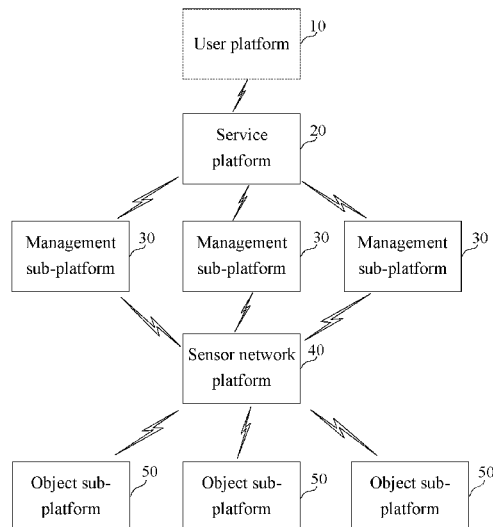 10
User platform
20
Service
platform
30
Management
sub-platform
30
Management
sub-platform
30
Management
sub-platform
40
Sensor network
platform
50
Object sub-
platform
50
Object sub-
platform
50
Object sub-
platform